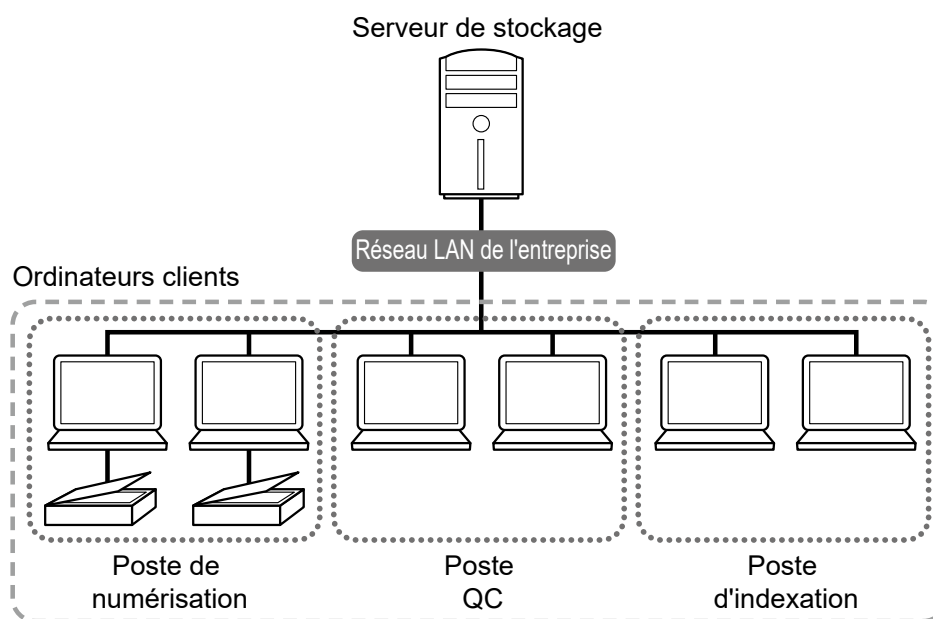 Serveur de stockage
Réseau LAN de l'entreprise
Ordinateurs clients
Poste de
numérisation
Poste
QC
Poste
d'indexation